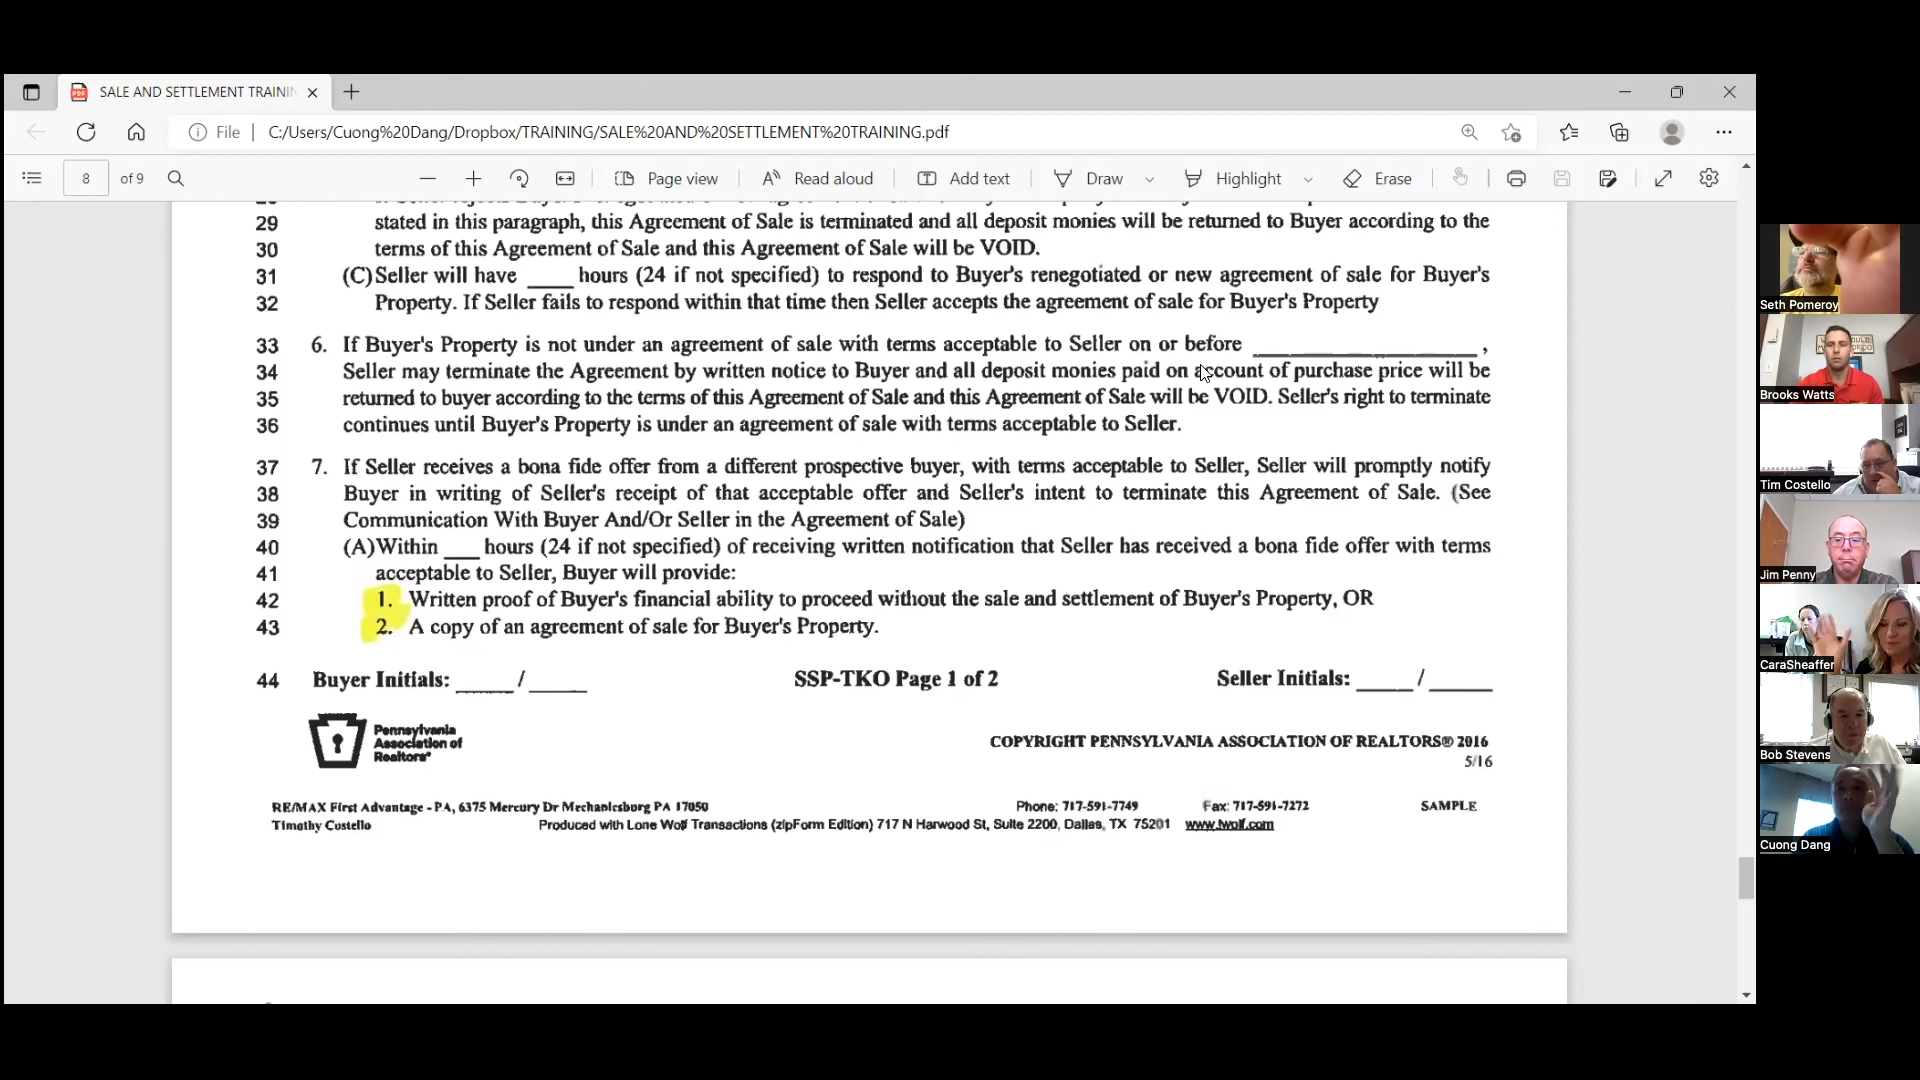 SALE AND SETTLEMENT TRAININ
File
C:/Users/Cuong%20Dang/Dropbox/TRAINING/SALE%20AND%20SETTLEMENT%20TRAINING.pdf
8 of 9
Page view
Read aloud
Add text
Draw
Highlight
Erase
29 stated in this paragraph, this Agreement of Sale is terminated and all deposit monies will be returned to Buyer according to the
30 terms of this Agreement of Sale and this Agreement of Sale will be VOID.
31 (C) Seller will have ____ hours (24 if not specified) to respond to Buyer's renegotiated or new agreement of sale for Buyer's
32 Property. If Seller fails to respond within that time then Seller accepts the agreement of sale for Buyer's Property
33 6. If Buyer's Property is not under an agreement of sale with terms acceptable to Seller on or before ____________________,
34 Seller may terminate the Agreement by written notice to Buyer and all deposit monies paid on account of purchase price will be
35 returned to buyer according to the terms of this Agreement of Sale and this Agreement of Sale will be VOID. Seller's right to terminate
36 continues until Buyer's Property is under an agreement of sale with terms acceptable to Seller.
37 7. If Seller receives a bona fide offer from a different prospective buyer, with terms acceptable to Seller, Seller will promptly notify
38 Buyer in writing of Seller's receipt of that acceptable offer and Seller's intent to terminate this Agreement of Sale. (See
39 Communication With Buyer And/Or Seller in the Agreement of Sale)
40 (A) Within ___ hours (24 if not specified) of receiving written notification that Seller has received a bona fide offer with terms
41 acceptable to Seller, Buyer will provide:
42 1. Written proof of Buyer's financial ability to proceed without the sale and settlement of Buyer's Property, OR
43 2. A copy of an agreement of sale for Buyer's Property.
44 Buyer Initials: _____ / _____ SSP-TKO Page 1 of 2 Seller Initials: _____ / _____
Pennsylvania
Association of
Realtors®
COPYRIGHT PENNSYLVANIA ASSOCIATION OF REALTORS® 2016
5/16
RE/MAX First Advantage - PA, 6375 Mercury Dr Mechanicsburg PA 17050 Phone: 717-591-7749 Fax: 717-591-7272 SAMPLE
Timothy Costello Produced with Lone Wolf Transactions (zipForm Edition) 717 N Harwood St, Suite 2200, Dallas, TX 75201 www.lwolf.com
Seth Pomeroy
Brooks Watts
Tim Costello
Jim Penny
CaraSheaffer
Bob Stevens
Cuong Dang